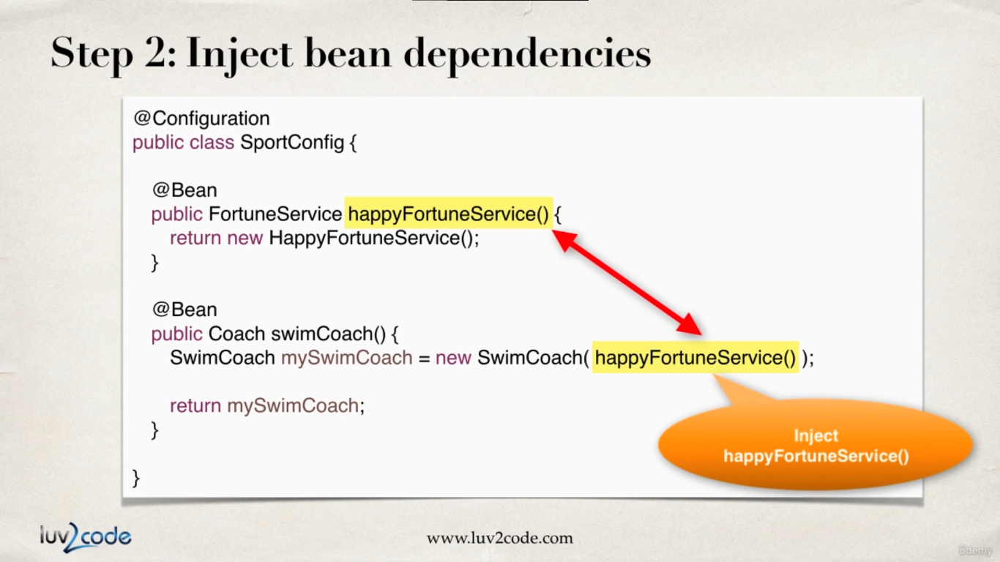 Step 2: Inject bean dependencies
@Configuration
public class SportConfig {
@Bean
public FortuneService happyFortuneService() {
return new HappyFortuneService();
}
@Bean
public Coach swimCoach() {
SwimCoach mySwimCoach = new SwimCoach( happyFortuneService() );
return mySwimCoach;
}
}
Inject
happyFortuneService()
luv2code
www.luv2code.com
ûdemy